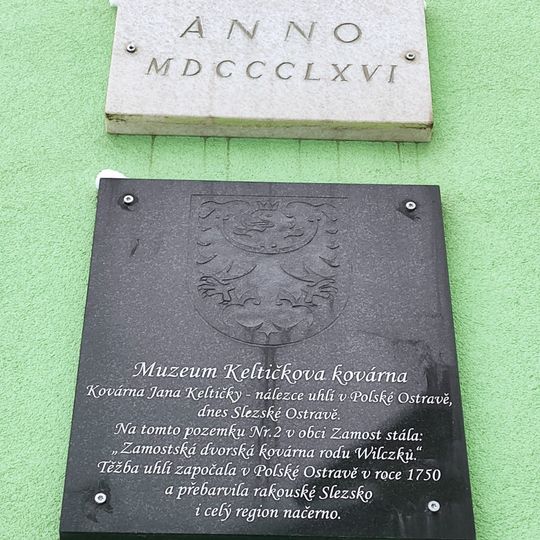 ANNO
MDCCCLXVI
Muzeum Keltičkova kovárna
Kovárna Jana Keltičky - nálezce uhlí v Polské Ostravě,
dnes Slezské Ostravě.
Na tomto pozemku Nr.2 v obci Zamost stála:
„Zamostská dvorská kovárna rodu Wilczků.“
Těžba uhlí započala v Polské Ostravě v roce 1750
a přebarvila rakouské Slezsko
i celý region načerno.